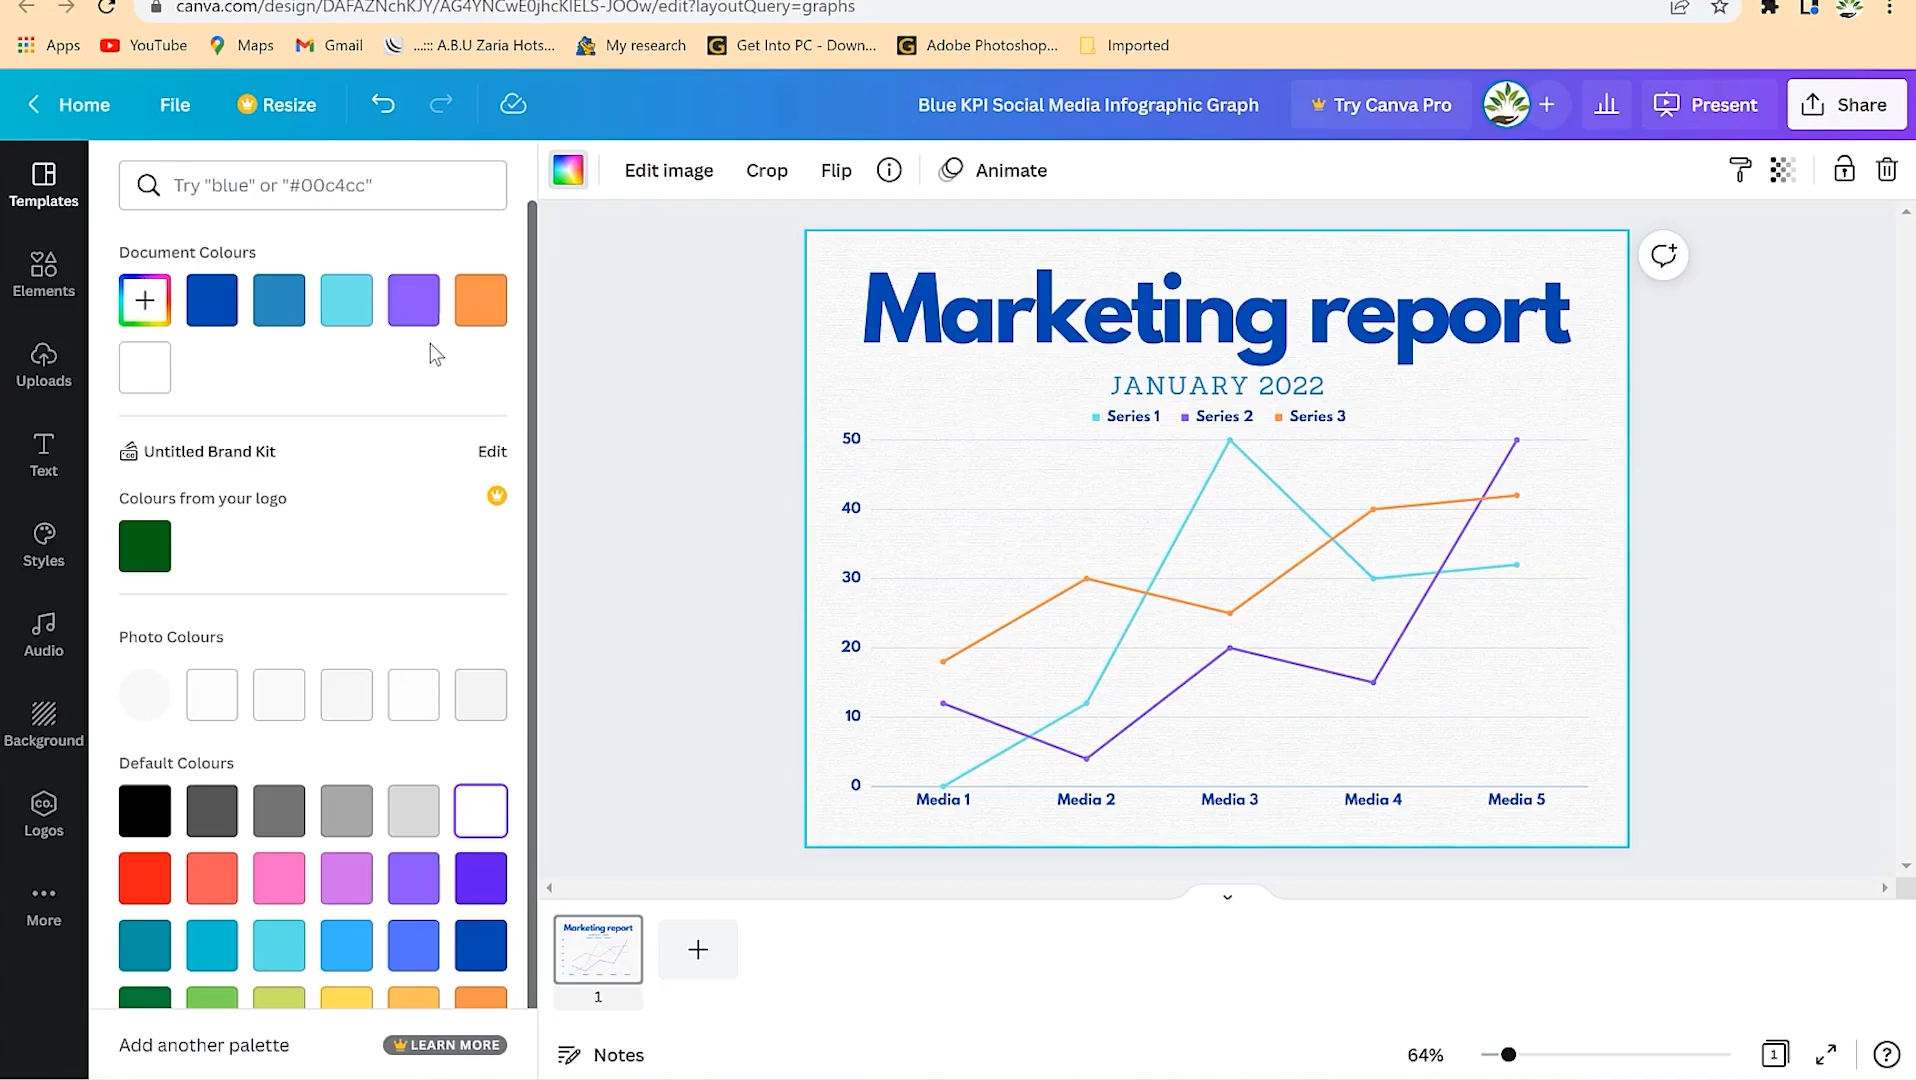 canva.com/design/DAFAZNchKJY/AG4YNCwE0jhcKIELS-JOOw/edit?layoutQuery=graphs
Apps YouTube Maps Gmail ...::: A.B.U Zaria Hots... My research Get Into PC - Down... Adobe Photoshop... Imported
Home File Resize Blue KPI Social Media Infographic Graph Try Canva Pro Present Share
Templates
Elements
Uploads
Text
Styles
Audio
Background
CO.
Logos
More
Try "blue" or "#00c4cc"
Document Colours
Untitled Brand Kit Edit
Colours from your logo
Photo Colours
Default Colours
Add another palette LEARN MORE
Edit image Crop Flip Animate
Marketing report
JANUARY 2022
Series 1 Series 2 Series 3
50
40
30
20
10
0
Media 1 Media 2 Media 3 Media 4 Media 5
Marketing report
1
Notes 64% 1 ?